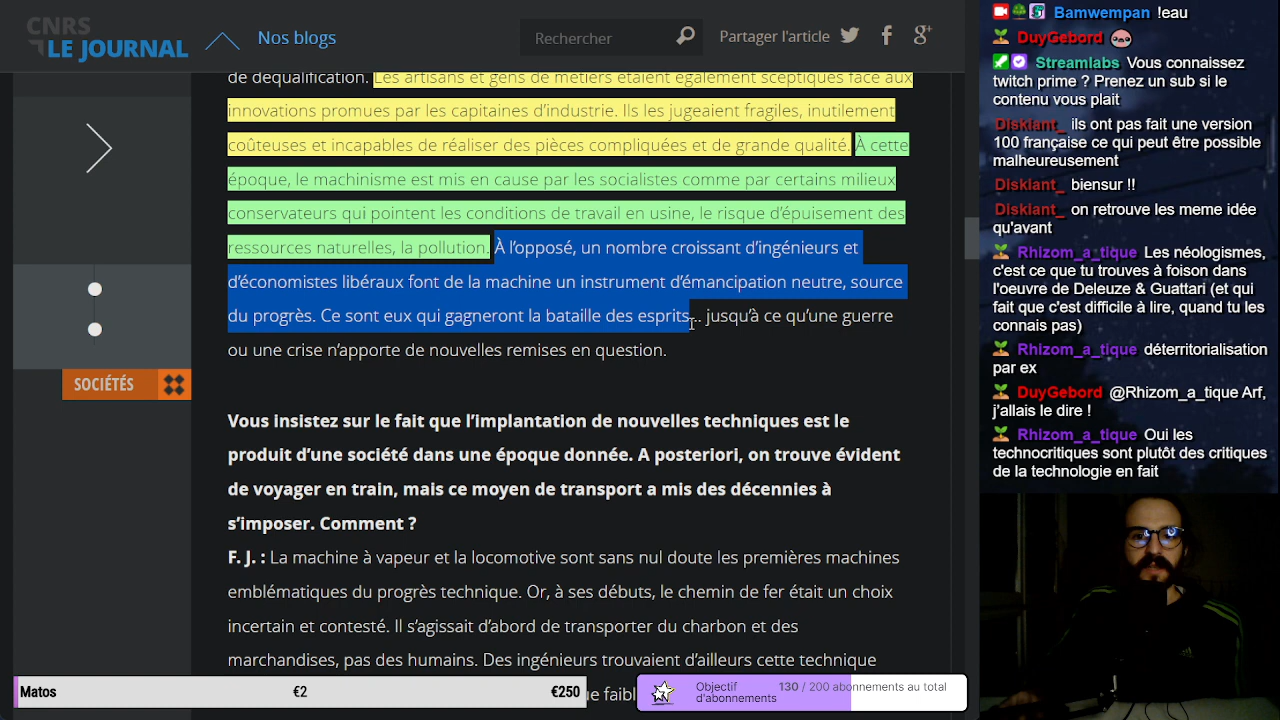 CNRS
LE JOURNAL
Nos blogs
Rechercher
Partager l'article
de déqualification. Les artisans et gens de métiers étaient également sceptiques face aux
innovations promues par les capitaines d'industrie. Ils les jugeaient fragiles, inutilement
coûteuses et incapables de réaliser des pièces compliquées et de grande qualité. À cette
époque, le machinisme est mis en cause par les socialistes comme par certains milieux
conservateurs qui pointent les conditions de travail en usine, le risque d'épuisement des
ressources naturelles, la pollution. À l'opposé, un nombre croissant d'ingénieurs et
d'économistes libéraux font de la machine un instrument d'émancipation neutre, source
du progrès. Ce sont eux qui gagneront la bataille des esprits... jusqu'à ce qu'une guerre
ou une crise n'apporte de nouvelles remises en question.
SOCIÉTÉS
Vous insistez sur le fait que l'implantation de nouvelles techniques est le
produit d'une société dans une époque donnée. A posteriori, on trouve évident
de voyager en train, mais ce moyen de transport a mis des décennies à
s'imposer. Comment ?
F. J. : La machine à vapeur et la locomotive sont sans nul doute les premières machines
emblématiques du progrès technique. Or, à ses débuts, le chemin de fer était un choix
incertain et contesté. Il s'agissait d'abord de transporter du charbon et des
marchandises, pas des humains. Des ingénieurs trouvaient d'ailleurs cette technique
Matos €2 €250
Objectif
d'abonnements
130 / 200 abonnements au total
Bamwempan !eau
DuyGebord
Streamlabs Vous connaissez
twitch prime ? Prenez un sub si le
contenu vous plait
Diskiant_ ils ont pas fait une version
100 française ce qui peut être possible
malheureusement
Diskiant_ biensur !!
Diskiant_ on retrouve les meme idée
qu'avant
Rhizom_a_tique Les néologismes,
c'est ce que tu trouves à foison dans
l'oeuvre de Deleuze & Guattari (et qui
fait que c'est difficile à lire, quand tu les
connais pas)
Rhizom_a_tique déterritorialisation
par ex
DuyGebord @Rhizom_a_tique Arf,
j'allais le dire !
Rhizom_a_tique Oui les
technocritiques sont plutôt des critiques
de la technologie en fait